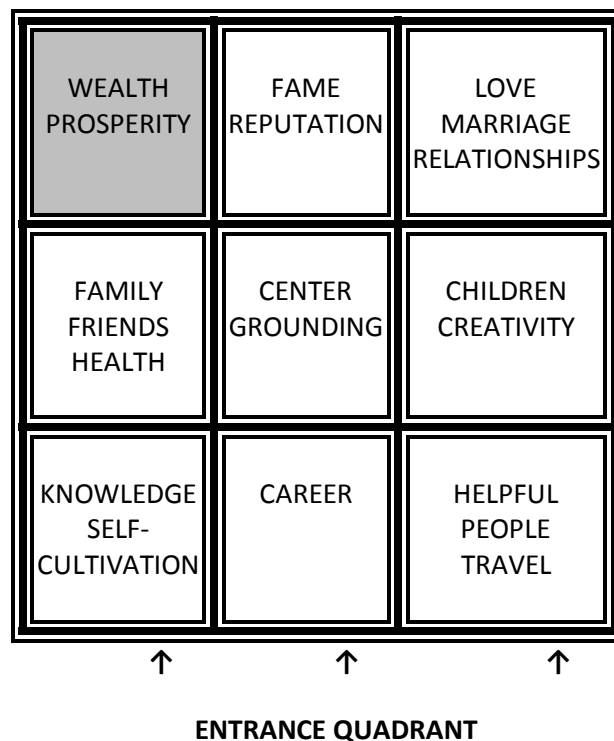 WEALTH
PROSPERITY
FAME
REPUTATION
LOVE
MARRIAGE
RELATIONSHIPS
FAMILY
FRIENDS
HEALTH
CENTER
GROUNDING
CHILDREN
CREATIVITY
KNOWLEDGE
SELF-
CULTIVATION
CAREER
HELPFUL
PEOPLE
TRAVEL
↑ ↑ ↑
ENTRANCE QUADRANT